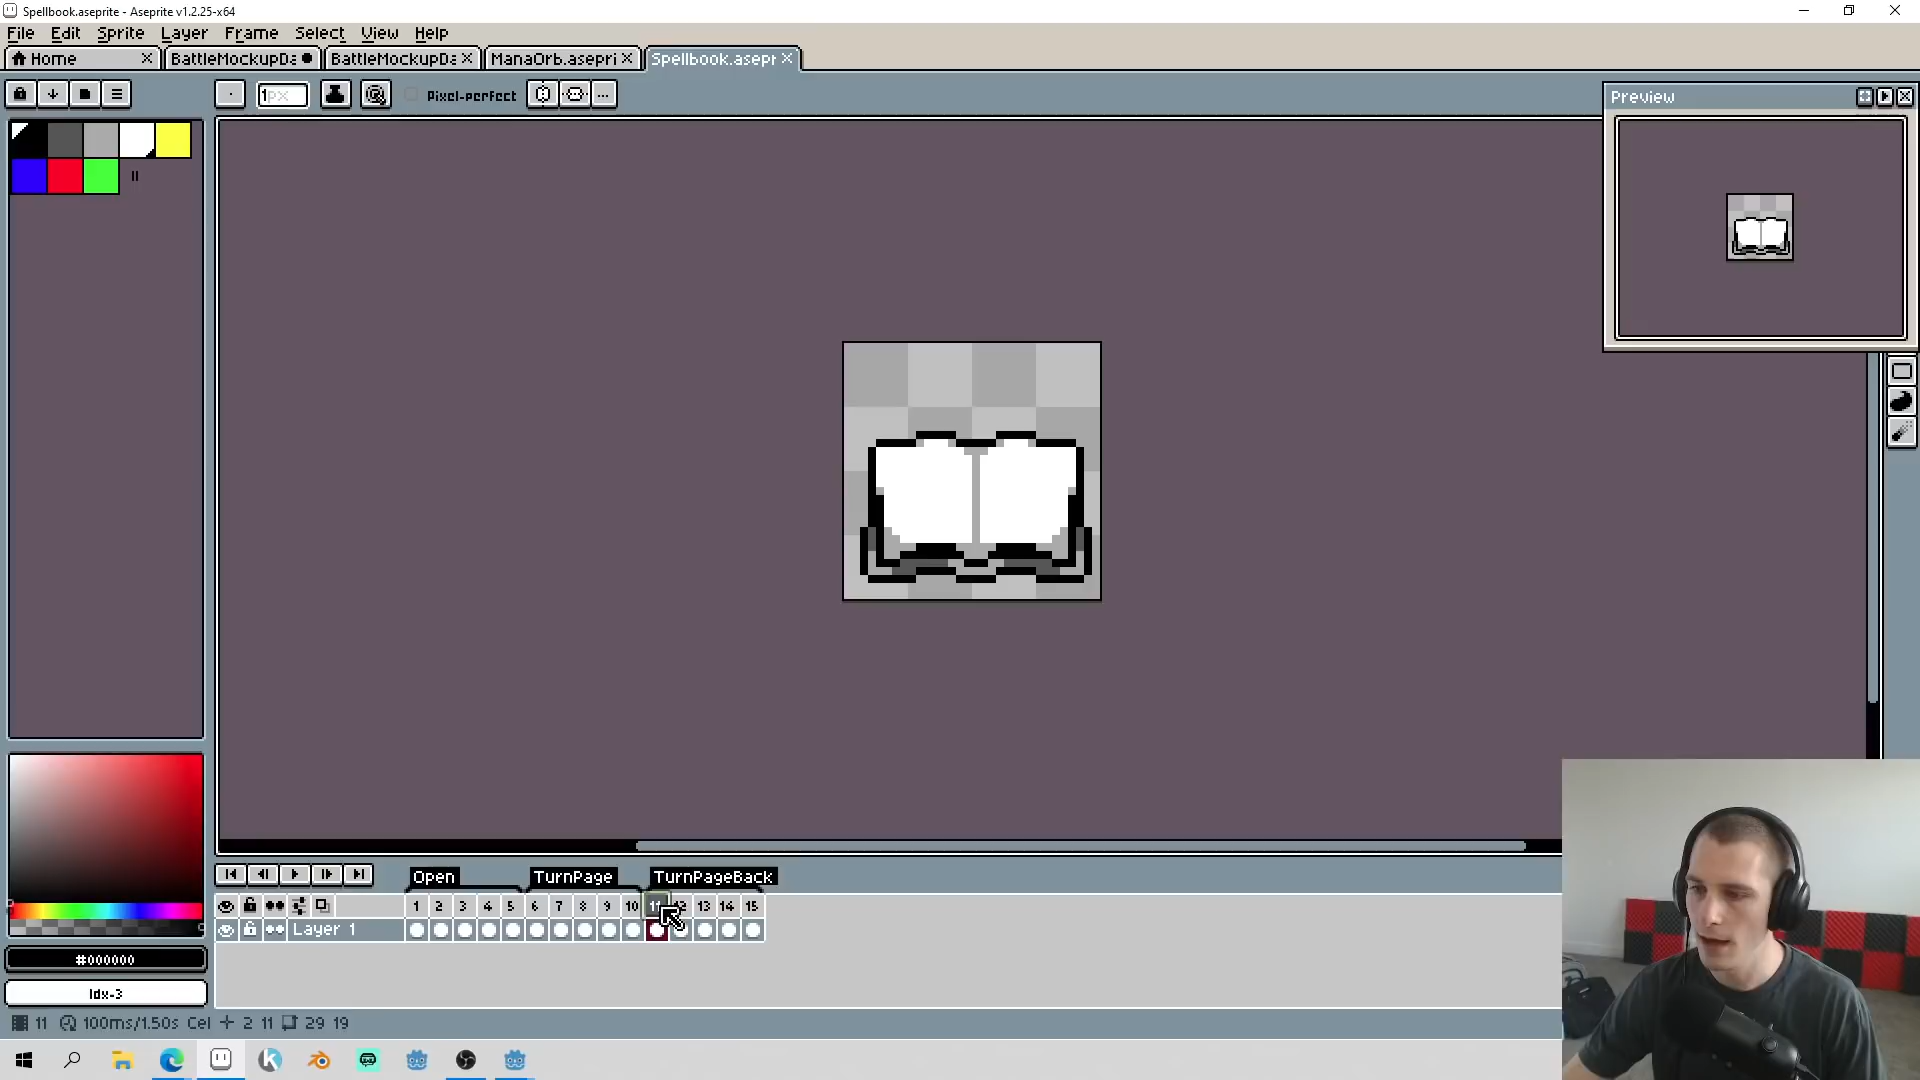 Spellbook.aseprite - Aseprite v1.2.25-x64
File Edit Sprite Layer Frame Select View Help
Home BattleMockupDa BattleMockupDa ManaOrb.asepri Spellbook.asepr
1px Pixel-perfect ...
Preview
Open TurnPage TurnPageBack
1 2 3 4 5 6 7 8 9 10 11 12 13 14 15
Layer 1
#000000
Idx-3
11 100ms/1.50s Cel 2 11 29 19